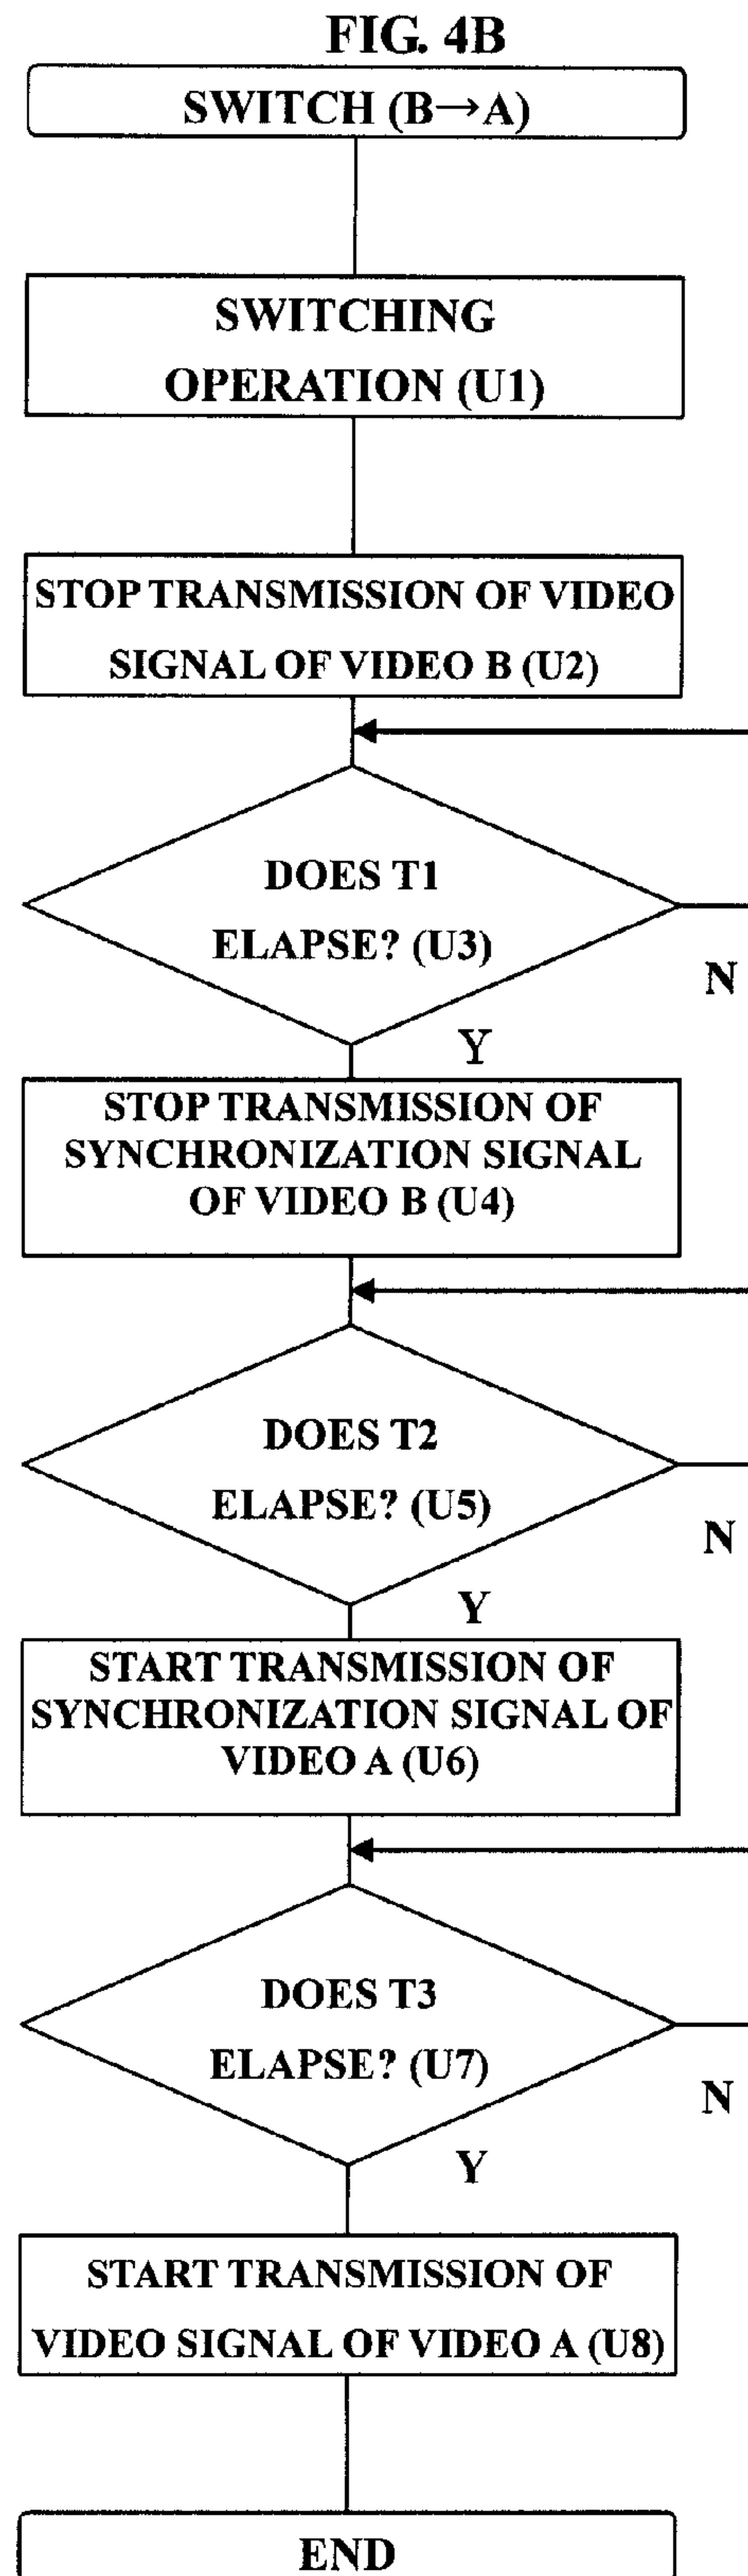 FIG. 4B
SWITCH (B→A)
SWITCHING
OPERATION (U1)
STOP TRANSMISSION OF VIDEO
SIGNAL OF VIDEO B (U2)
DOES T1
ELAPSE? (U3)
N
Y
STOP TRANSMISSION OF
SYNCHRONIZATION SIGNAL
OF VIDEO B (U4)
DOES T2
ELAPSE? (U5)
N
Y
START TRANSMISSION OF
SYNCHRONIZATION SIGNAL OF
VIDEO A (U6)
DOES T3
ELAPSE? (U7)
N
Y
START TRANSMISSION OF
VIDEO SIGNAL OF VIDEO A (U8)
END